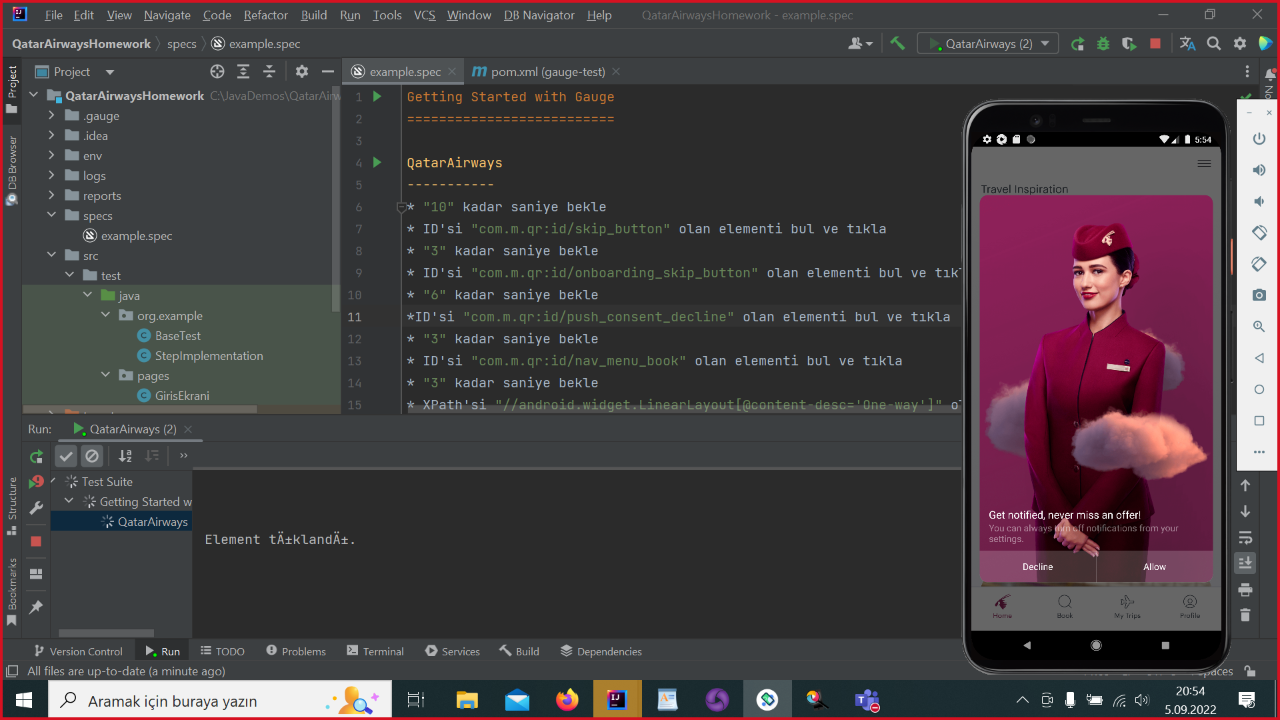 File Edit View Navigate Code Refactor Build Run Tools VCS Window DB Navigator Help QatarAirwaysHomework - example.spec
QatarAirwaysHomework specs example.spec QatarAirways (2)
Project example.spec pom.xml (gauge-test)
Project
DB Browser
Structure
Bookmarks
QatarAirwaysHomework C:\JavaDemos\QatarAirw
.gauge
.idea
env
logs
reports
specs
example.spec
src
test
java
org.example
BaseTest
StepImplementation
pages
GirisEkrani
1 Getting Started with Gauge
2 ==========================
3
4 QatarAirways
5 -----------
6 * "10" kadar saniye bekle
7 * ID'si "com.m.qr:id/skip_button" olan elementi bul ve tıkla
8 * "3" kadar saniye bekle
9 * ID'si "com.m.qr:id/onboarding_skip_button" olan elementi bul ve tıkl
10 * "6" kadar saniye bekle
11 *ID'si "com.m.qr:id/push_consent_decline" olan elementi bul ve tıkla
12 * "3" kadar saniye bekle
13 * ID'si "com.m.qr:id/nav_menu_book" olan elementi bul ve tıkla
14 * "3" kadar saniye bekle
15 * XPath'si "//android.widget.LinearLayout[@content-desc='One-way']" ol
5:54
Travel Inspiration
Get notified, never miss an offer!
You can always turn off notifications from your
settings.
Decline Allow
Home Book My Trips Profile
Run: QatarAirways (2)
Test Suite
Getting Started w
QatarAirways
Element tÄ±klandÄ±.
Version Control Run TODO Problems Terminal Services Build Dependencies
All files are up-to-date (a minute ago)
Aramak için buraya yazın
20:54
5.09.2022